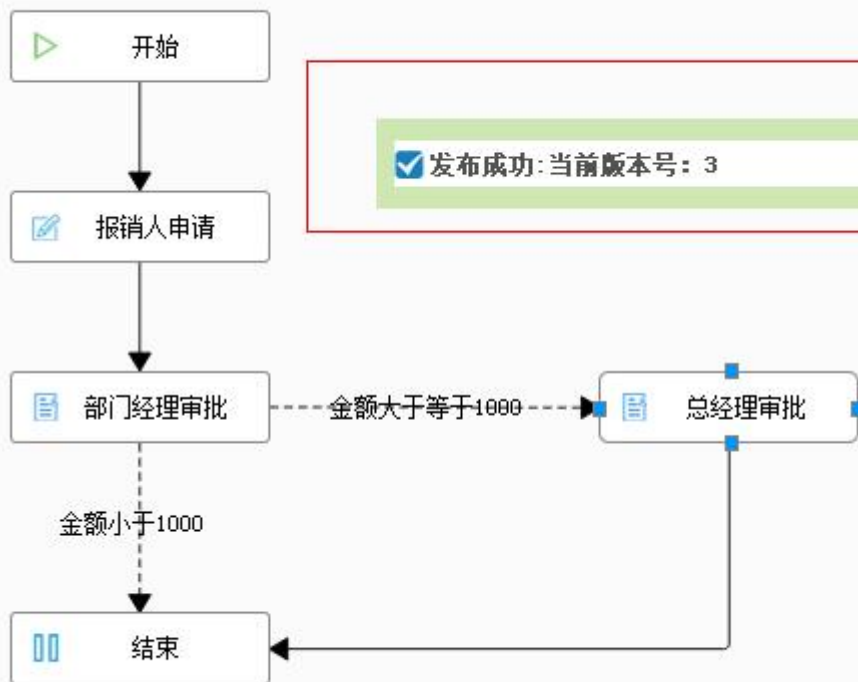 开始
发布成功:当前版本号：3
报销人申请
部门经理审批
金额大于等于1000
总经理审批
金额小于1000
结束